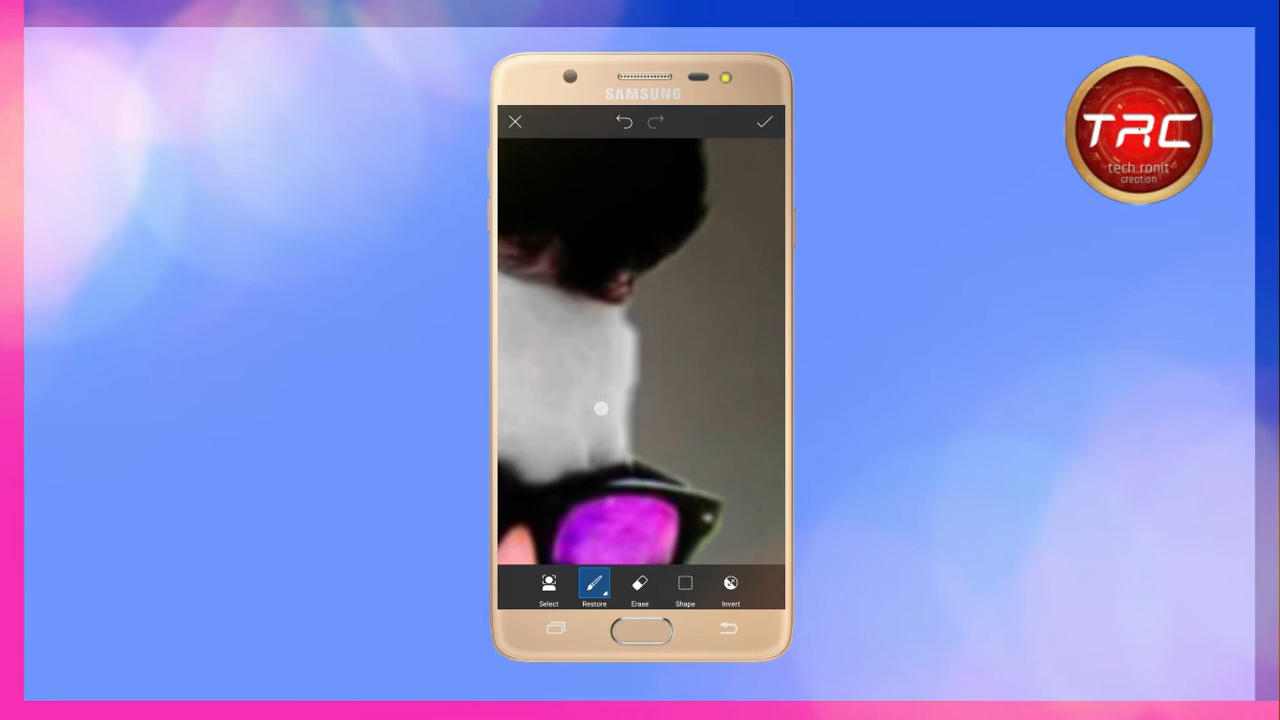 SAMSUNG
TRC
tech ronit
creation
Select
Restore
Erase
Shape
Invert